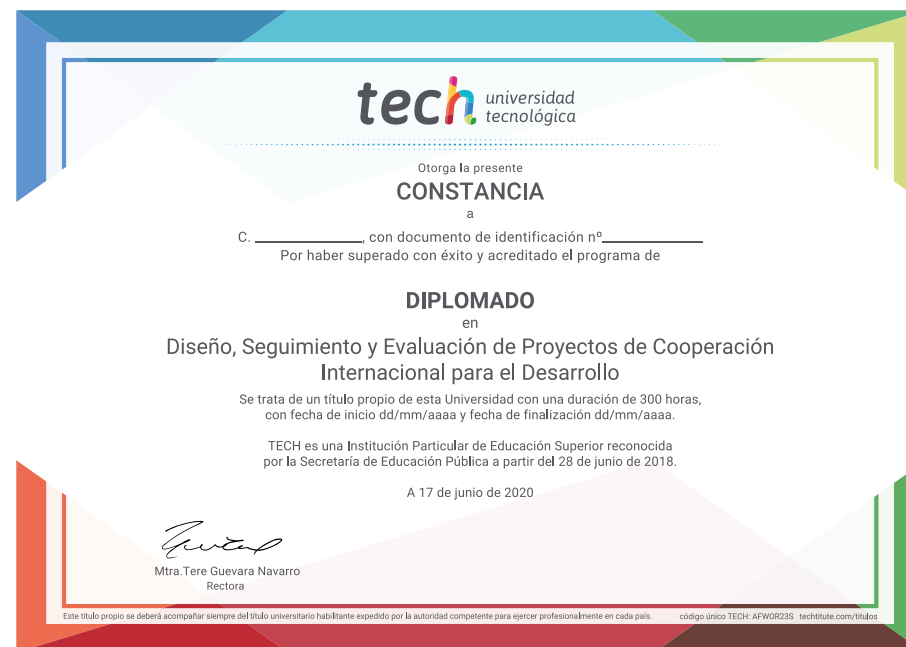 tech universidad
tecnológica
Otorga la presente
CONSTANCIA
a
C. ____________, con documento de identificación nº____________
Por haber superado con éxito y acreditado el programa de
DIPLOMADO
en
Diseño, Seguimiento y Evaluación de Proyectos de Cooperación
Internacional para el Desarrollo
Se trata de un título propio de esta Universidad con una duración de 300 horas,
con fecha de inicio dd/mm/aaaa y fecha de finalización dd/mm/aaaa.
TECH es una Institución Particular de Educación Superior reconocida
por la Secretaría de Educación Pública a partir del 28 de junio de 2018.
A 17 de junio de 2020
Mtra.Tere Guevara Navarro
Rectora
Este título propio se deberá acompañar siempre del título universitario habilitante expedido por la autoridad competente para ejercer profesionalmente en cada país. código único TECH: AFWOR23S techtitute.com/titulos